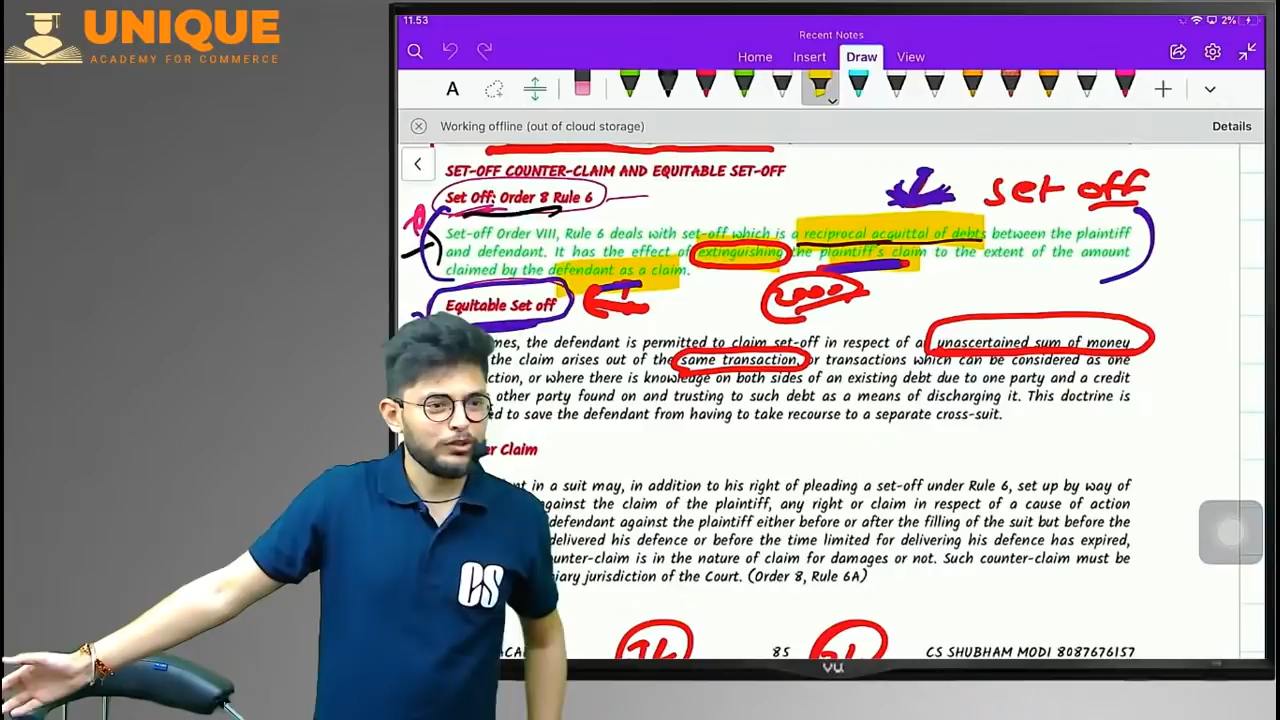 UNIQUE
ACADEMY FOR COMMERCE
11.53
2%
Recent Notes
Home Insert Draw View
A
Working offline (out of cloud storage)
Details
SET-OFF COUNTER-CLAIM AND EQUITABLE SET-OFF
Set Off: Order 8 Rule 6
Set off
Set-off Order VIII, Rule 6 deals with set-off which is a reciprocal acquittal of debts between the plaintiff
and defendant. It has the effect of extinguishing the plaintiff's claim to the extent of the amount
claimed by the defendant as a claim.
Equitable Set off
mes, the defendant is permitted to claim set-off in respect of a unascertained sum of money
the claim arises out of the same transaction, or transactions which can be considered as one
ction, or where there is knowledge on both sides of an existing debt due to one party and a credit
other party found on and trusting to such debt as a means of discharging it. This doctrine is
ed to save the defendant from having to take recourse to a separate cross-suit.
er Claim
nt in a suit may, in addition to his right of pleading a set-off under Rule 6, set up by way of
gainst the claim of the plaintiff, any right or claim in respect of a cause of action
defendant against the plaintiff either before or after the filling of the suit but before the
delivered his defence or before the time limited for delivering his defence has expired,
unter-claim is in the nature of claim for damages or not. Such counter-claim must be
iary jurisdiction of the Court. (Order 8, Rule 6A)
ACA 85 CS SHUBHAM MODI 8087676157
vu
CS